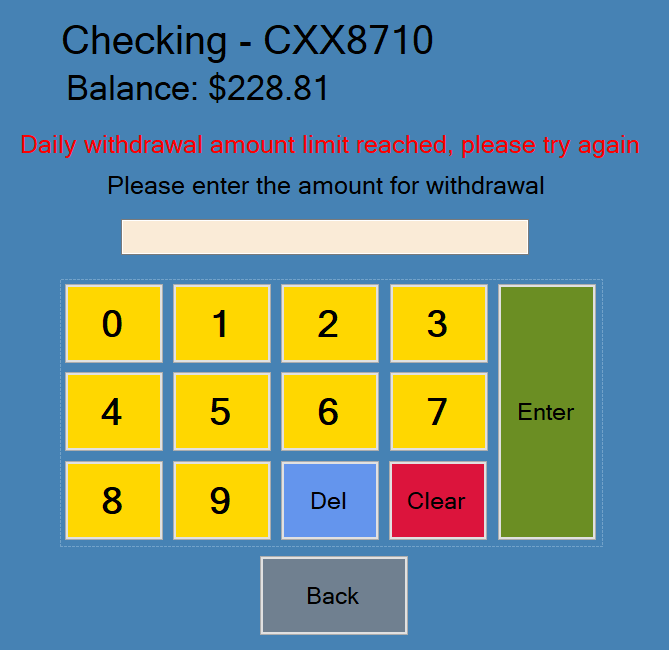 Checking - CXX8710
Balance: $228.81
Daily withdrawal amount limit reached, please try again
Please enter the amount for withdrawal
0 1 2 3
4 5 6 7 Enter
8 9 Del Clear
Back